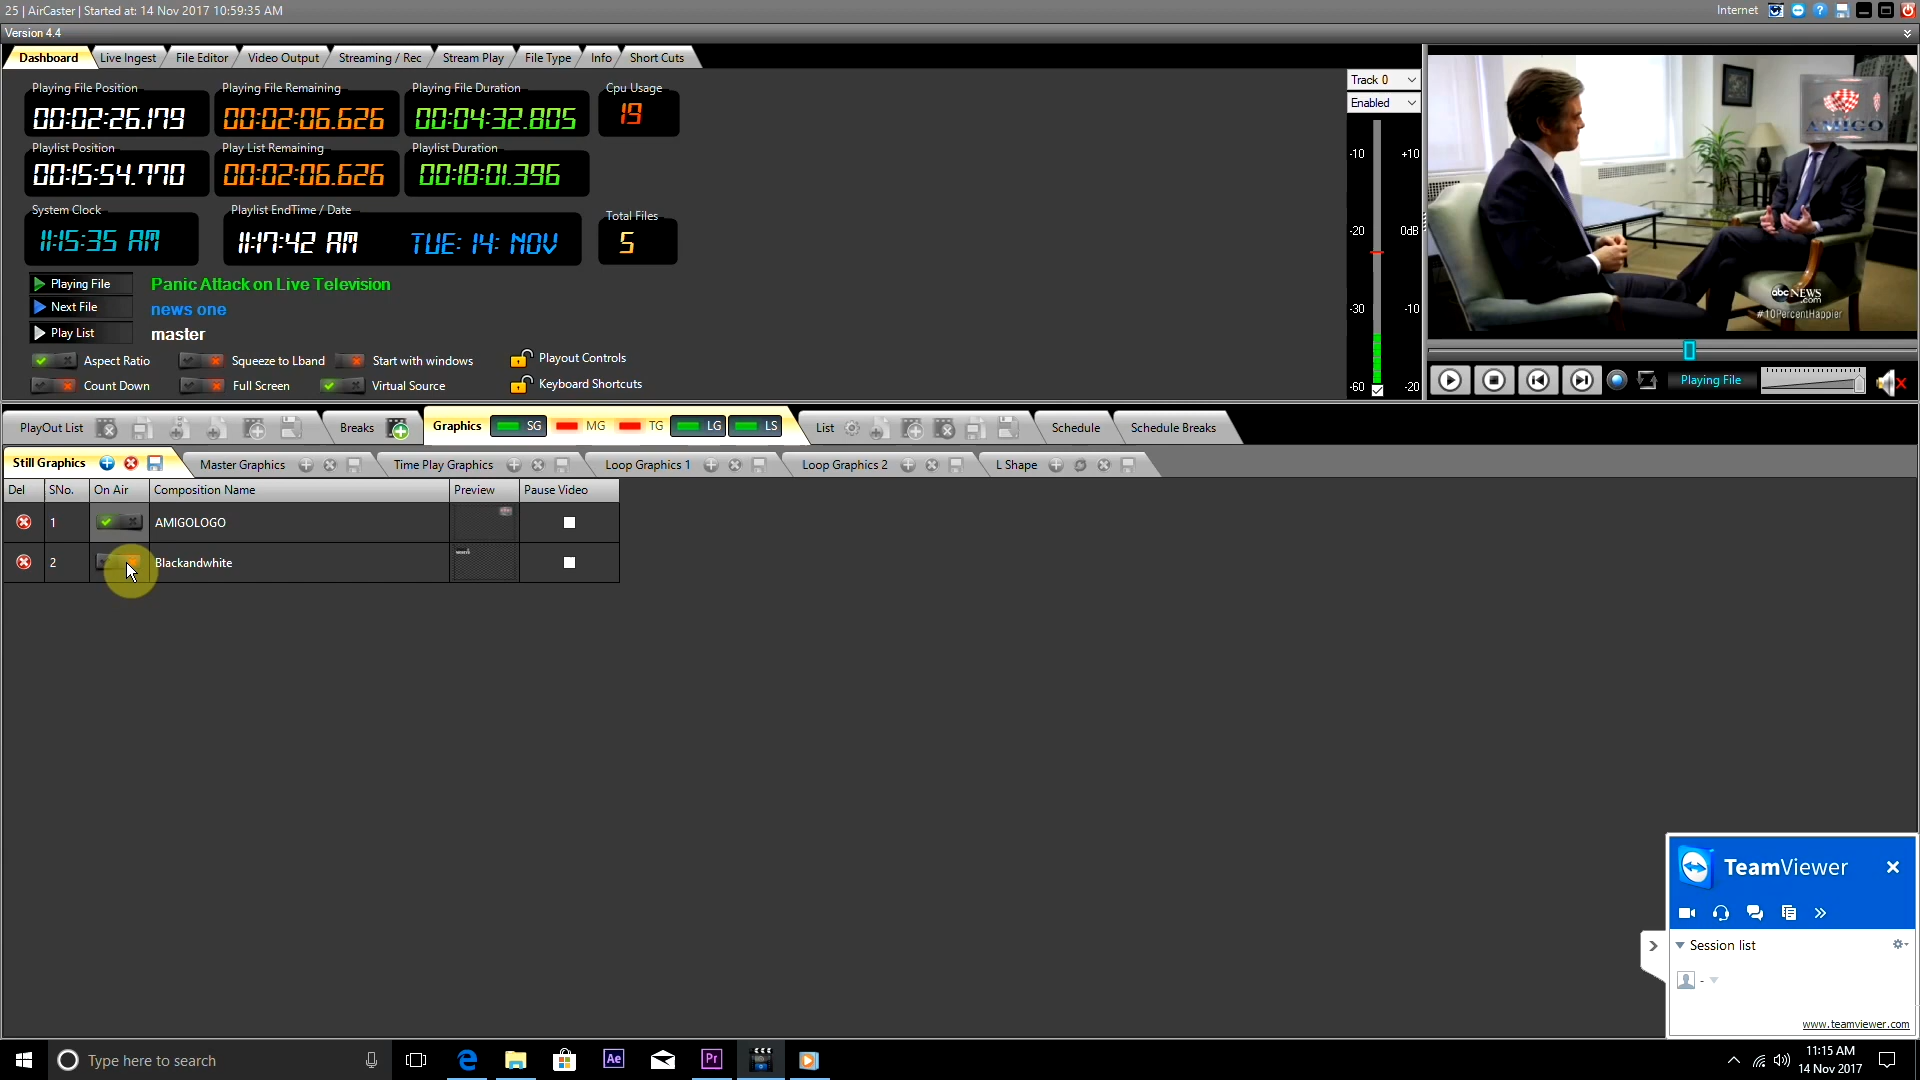 25 | AirCaster | Started at: 14 Nov 2017 10:59:35 AM
Internet
Version 4.4
Dashboard Live Ingest File Editor Video Output Streaming / Rec Stream Play File Type Info Short Cuts
Playing File Position Playing File Remaining Playing File Duration Cpu Usage
00:02:26.179 00:02:06.626 00:04:32.805 19
Playlist Position Play List Remaining Playlist Duration
00:15:54.770 00:02:06.626 00:18:01.396
System Clock Playlist EndTime / Date Total Files
11:15:35 AM 11:17:42 AM TUE: 14: NOV 5
Playing File Panic Attack on Live Television
Next File news one
Play List master
Aspect Ratio Squeeze to Lband Start with windows Playout Controls
Count Down Full Screen Virtual Source Keyboard Shortcuts
Track 0
Enabled
-10 +10
-20 0dB
-30 -10
-60 -20
AMIGO
abc NEWS
.com
#10PercentHappier
Playing File
PlayOut List Breaks Graphics SG MG TG LG LS List Schedule Schedule Breaks
Still Graphics Master Graphics Time Play Graphics Loop Graphics 1 Loop Graphics 2 L Shape
Del SNo. On Air Composition Name Preview Pause Video
1 AMIGOLOGO
2 Blackandwhite
TeamViewer
Session list
-
www.teamviewer.com
Type here to search
Ae
Pr
11:15 AM
14 Nov 2017